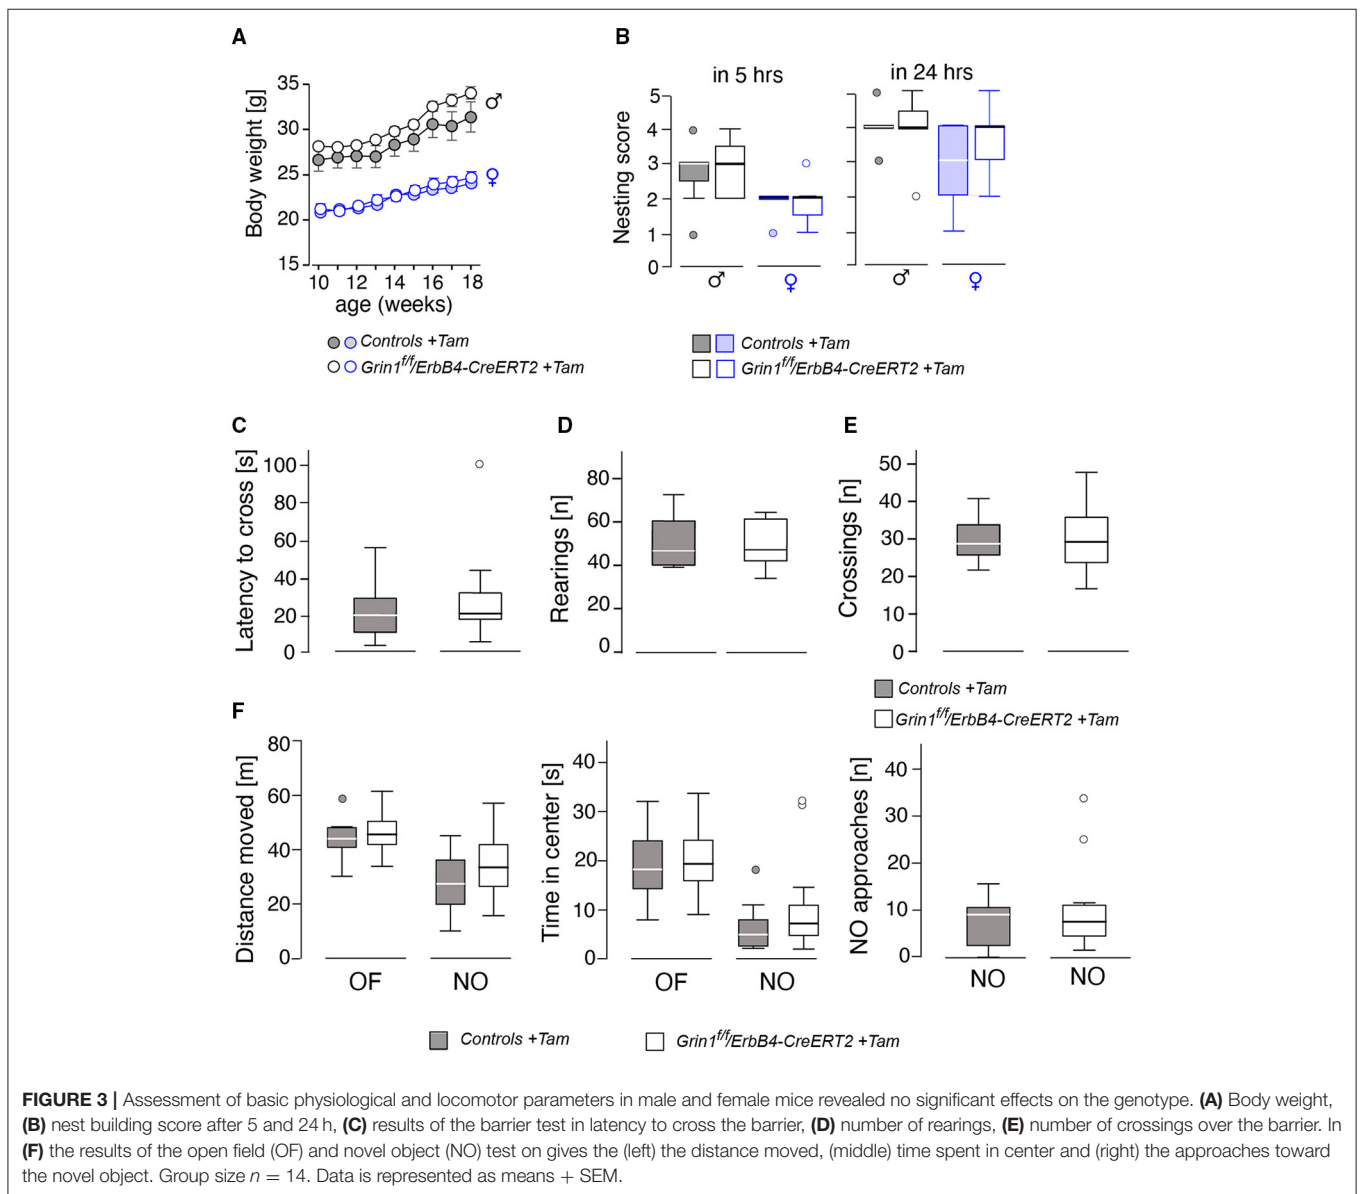 A
B
in 5 hrs
in 24 hrs
Body weight [g]
35
30
25
20
15
♂
♀
10 12 14 16 18
age (weeks)
Nesting score
5
4
3
2
1
0
♂ ♀ ♂ ♀
Controls +Tam
Grin1f/f/ErbB4-CreERT2 +Tam
Controls +Tam
Grin1f/f/ErbB4-CreERT2 +Tam
C
D
E
Latency to cross [s]
100
80
60
40
20
0
Rearings [n]
80
60
40
20
0
Crossings [n]
50
40
30
20
10
0
Controls +Tam
Grin1f/f/ErbB4-CreERT2 +Tam
F
Distance moved [m]
80
60
40
20
0
OF NO
Time in center [s]
40
30
20
10
0
OF NO
NO approaches [n]
40
30
20
10
0
NO NO
Controls +Tam
Grin1f/f/ErbB4-CreERT2 +Tam
FIGURE 3 | Assessment of basic physiological and locomotor parameters in male and female mice revealed no significant effects on the genotype. (A) Body weight,
(B) nest building score after 5 and 24 h, (C) results of the barrier test in latency to cross the barrier, (D) number of rearings, (E) number of crossings over the barrier. In
(F) the results of the open field (OF) and novel object (NO) test on gives the (left) the distance moved, (middle) time spent in center and (right) the approaches toward
the novel object. Group size n = 14. Data is represented as means + SEM.